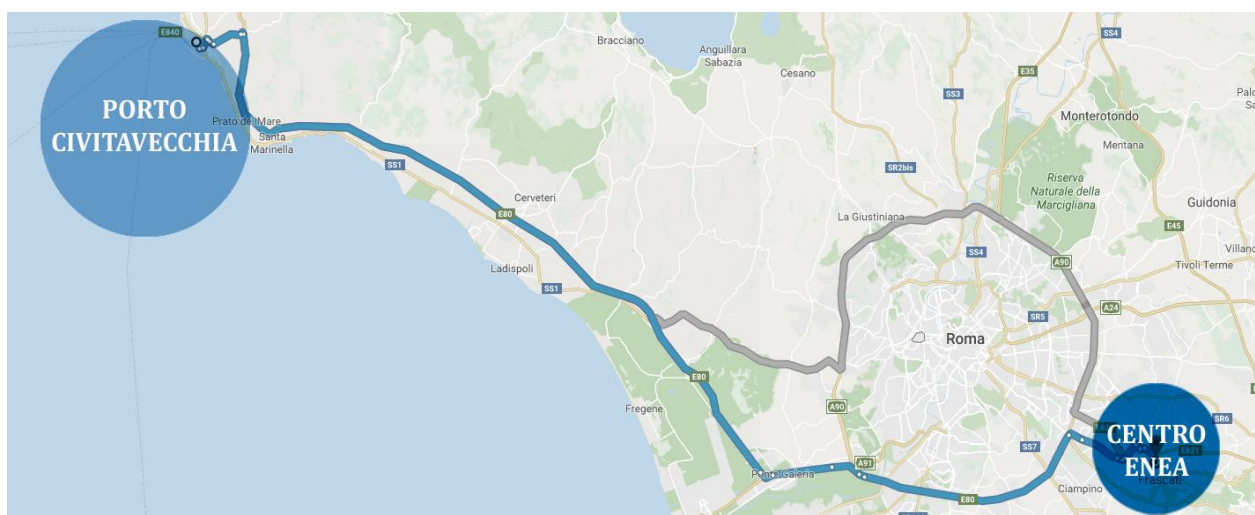 E840
PORTO
CIVITAVECCHIA
Prato del Mare
Santa
Marinella
Bracciano
Anguillara
Sabazia
Cesano
SS4
E35
SS3
Monterotondo
Mentana
SR2bis
Riserva
Naturale della
Marcigliana
Guidonia
La Giustiniana
E45
SS1
Cerveteri
E80
SS4
A90
Tivoli Terme
Ladispoli
SS1
A24
SR5
Roma
E80
Fregene
A90
SR6
CENTRO
ENEA
SS7
A91
Ponte Galeria
E821
Frascati
Ciampino
E80